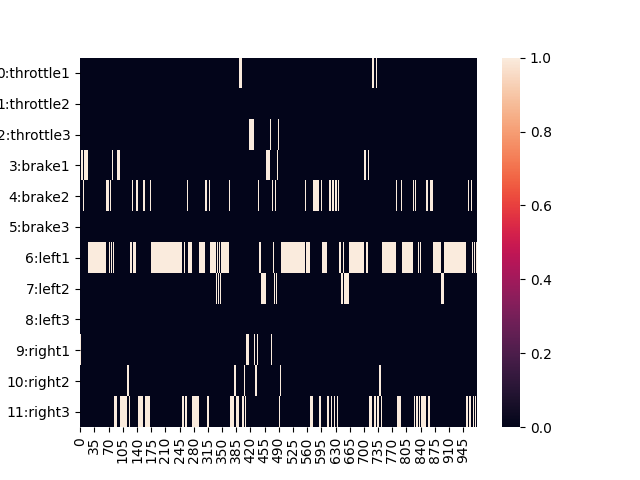 0:throttle1
1:throttle2
2:throttle3
3:brake1
4:brake2
5:brake3
6:left1
7:left2
8:left3
9:right1
10:right2
11:right3
0 35 70 105 140 175 210 245 280 315 350 385 420 455 490 525 560 595 630 665 700 735 770 805 840 875 910 945
1.0
0.8
0.6
0.4
0.2
0.0